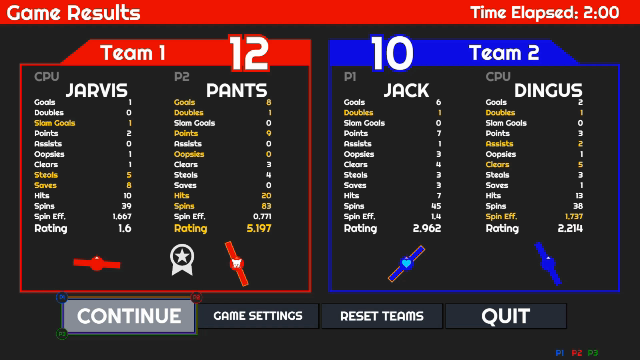 Game Results
Time Elapsed: 2:00
Team 1 12
10 Team 2
CPU
JARVIS
Goals 1
Doubles 0
Slam Goals 1
Points 2
Assists 0
Oopsies 1
Clears 1
Steals 5
Saves 8
Hits 10
Spins 39
Spin Eff. 1.667
Rating 1.6
P2
PANTS
Goals 8
Doubles 1
Slam Goals 0
Points 9
Assists 0
Oopsies 0
Clears 3
Steals 4
Saves 0
Hits 20
Spins 83
Spin Eff. 0.771
Rating 5.197
P1
JACK
Goals 6
Doubles 1
Slam Goals 0
Points 7
Assists 1
Oopsies 3
Clears 4
Steals 3
Saves 3
Hits 7
Spins 45
Spin Eff. 1.4
Rating 2.962
CPU
DINGUS
Goals 2
Doubles 1
Slam Goals 0
Points 3
Assists 2
Oopsies 1
Clears 5
Steals 3
Saves 1
Hits 13
Spins 38
Spin Eff. 1.737
Rating 2.214
P1 P2
CONTINUE
P3
GAME SETTINGS
RESET TEAMS
QUIT
P1 P2 P3